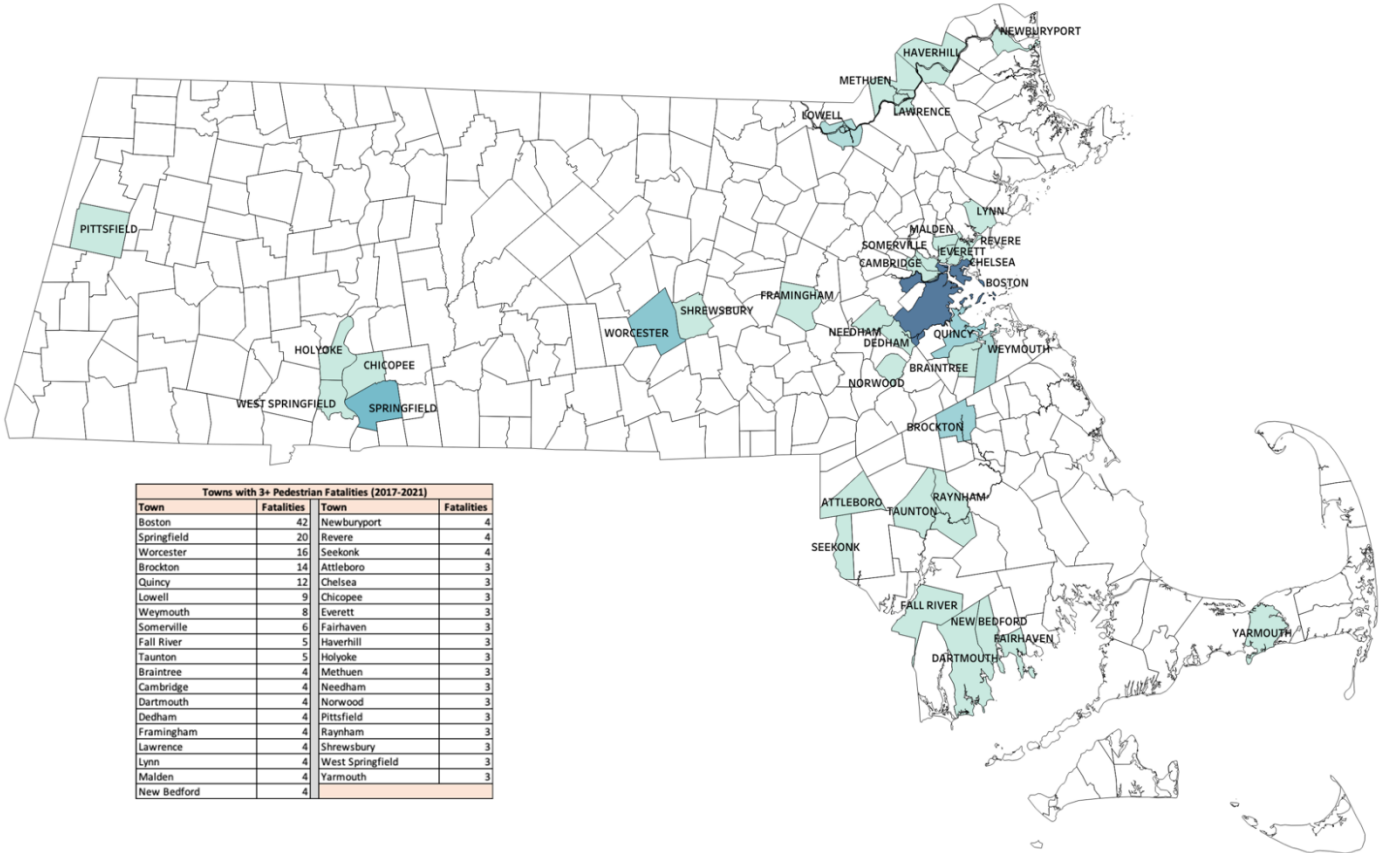 NEWBURYPORT
HAVERHILL
METHUEN
LAWRENCE
LOWELL
LYNN
MALDEN
REVERE
SOMERVILLE
EVERETT
CAMBRIDGE
CHELSEA
BOSTON
PITTSFIELD
FRAMINGHAM
SHREWSBURY
WORCESTER
NEEDHAM
QUINCY
DEDHAM
WEYMOUTH
HOLYOKE
CHICOPEE
BRAINTREE
NORWOOD
WEST SPRINGFIELD
SPRINGFIELD
BROCKTON
ATTLEBORO
RAYNHAM
TAUNTON
SEEKONK
FALL RIVER
NEW BEDFORD
FAIRHAVEN
YARMOUTH
DARTMOUTH
Towns with 3+ Pedestrian Fatalities (2017-2021)
Town Fatalities Town Fatalities
Boston 42 Newburyport 4
Springfield 20 Revere 4
Worcester 16 Seekonk 4
Brockton 14 Attleboro 3
Quincy 12 Chelsea 3
Lowell 9 Chicopee 3
Weymouth 8 Everett 3
Somerville 6 Fairhaven 3
Fall River 5 Haverhill 3
Taunton 5 Holyoke 3
Braintree 4 Methuen 3
Cambridge 4 Needham 3
Dartmouth 4 Norwood 3
Dedham 4 Pittsfield 3
Framingham 4 Raynham 3
Lawrence 4 Shrewsbury 3
Lynn 4 West Springfield 3
Malden 4 Yarmouth 3
New Bedford 4